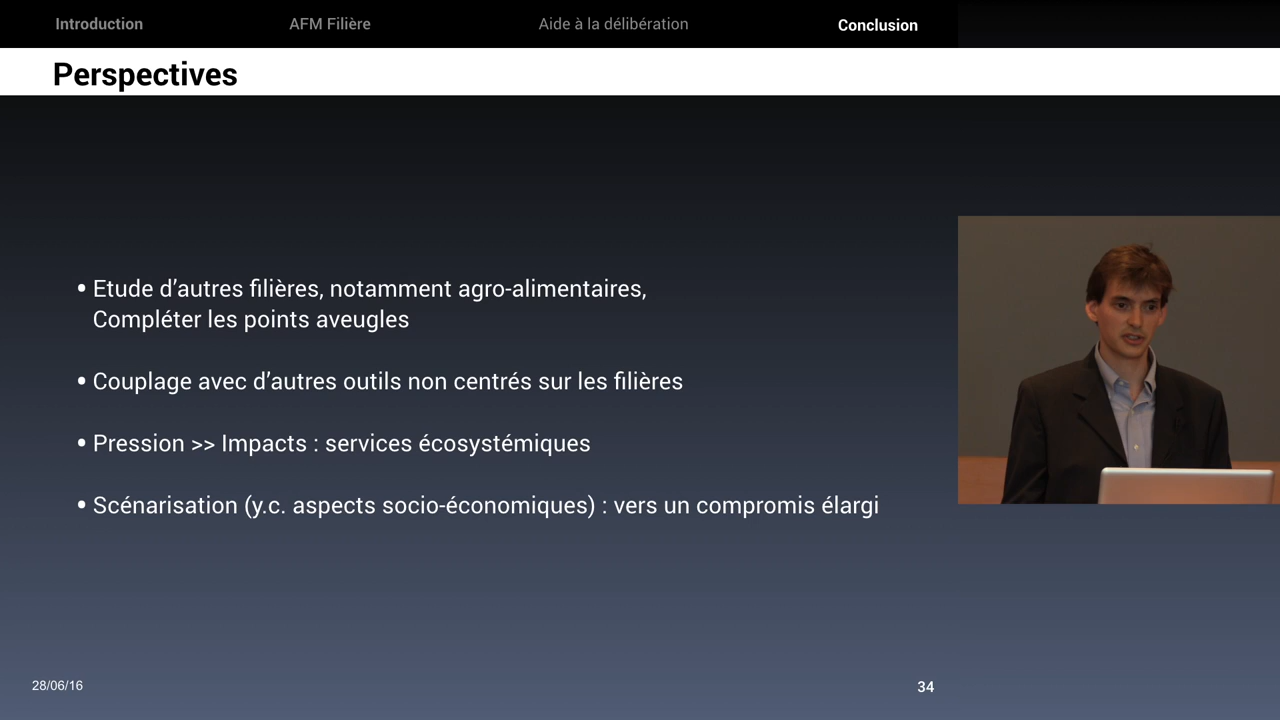 Introduction
AFM Filière
Aide à la délibération
Conclusion
Perspectives
• Etude d’autres filières, notamment agro-alimentaires,
Compléter les points aveugles
• Couplage avec d’autres outils non centrés sur les filières
• Pression >> Impacts : services écosystémiques
• Scénarisation (y.c. aspects socio-économiques) : vers un compromis élargi
28/06/16
34